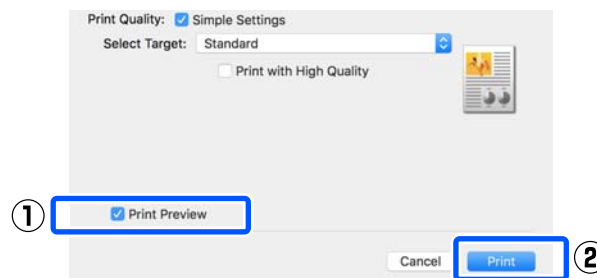 Print Quality: Simple Settings
Select Target: Standard
Print with High Quality
① Print Preview
Cancel Print ②